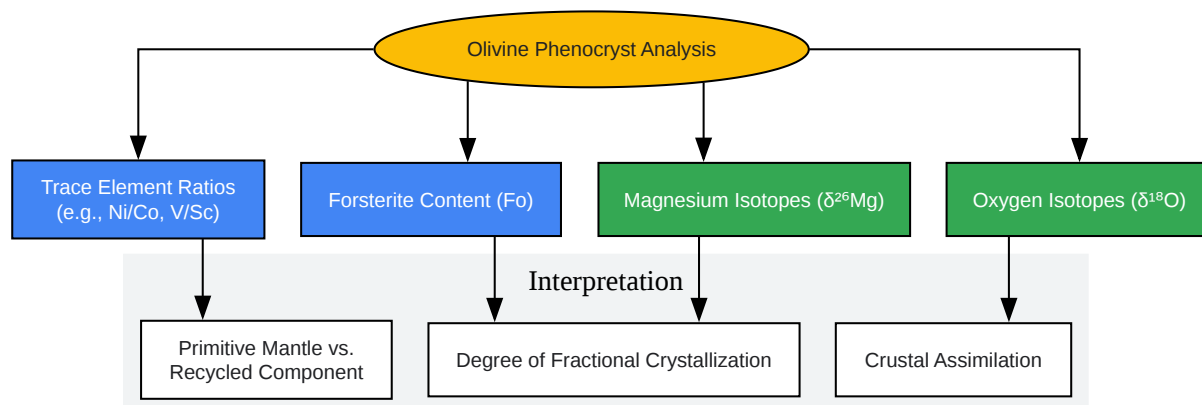 Olivine Phenocryst Analysis
Trace Element Ratios
(e.g., Ni/Co, V/Sc)
Forsterite Content (Fo)
Magnesium Isotopes (δ²⁶Mg)
Oxygen Isotopes (δ¹⁸O)
Interpretation
Primitive Mantle vs.
Recycled Component
Degree of Fractional Crystallization
Crustal Assimilation